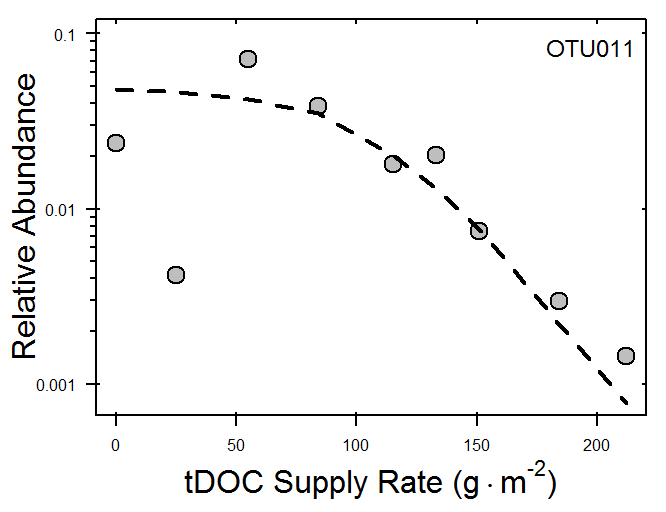 OTU011
Relative Abundance
0.1
0.01
0.001
0 50 100 150 200
tDOC Supply Rate (g · m⁻²)